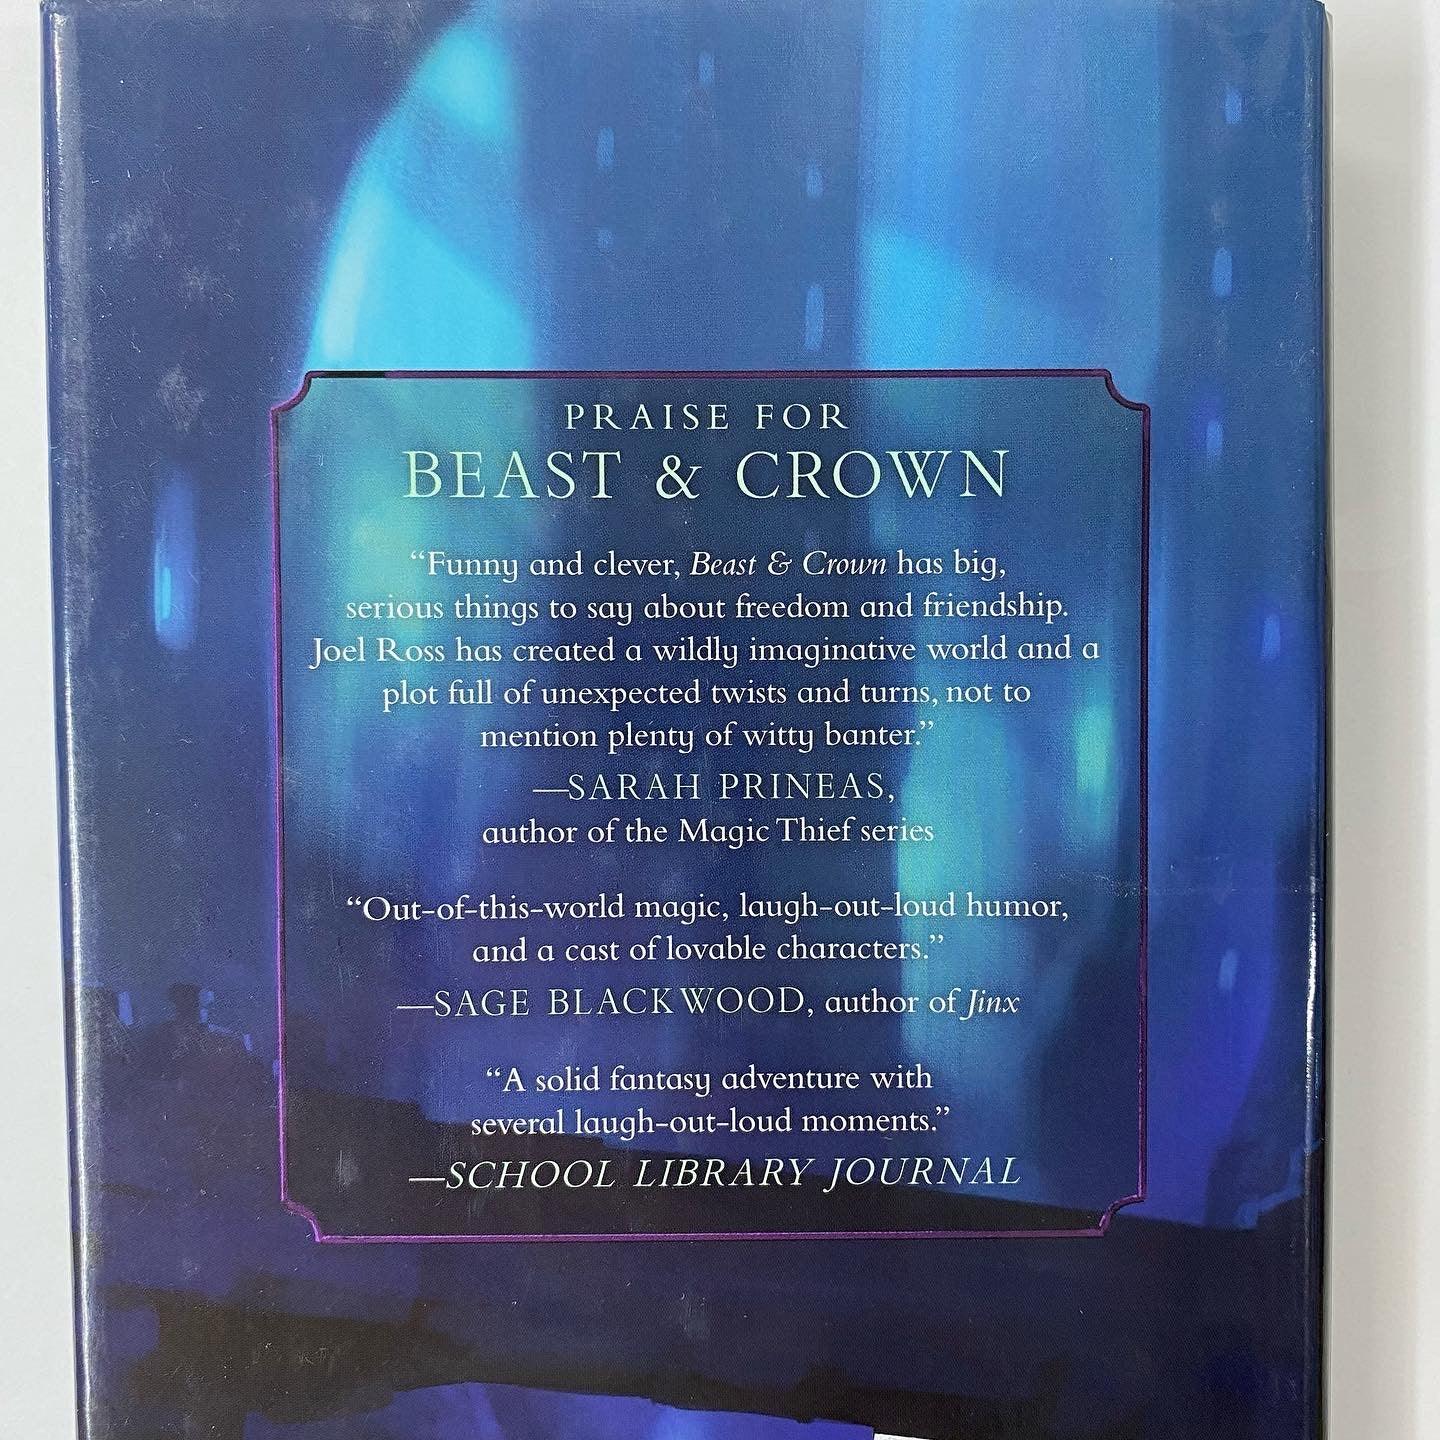 PRAISE FOR
BEAST & CROWN
“Funny and clever, Beast & Crown has big,
serious things to say about freedom and friendship.
Joel Ross has created a wildly imaginative world and a
plot full of unexpected twists and turns, not to
mention plenty of witty banter.”
—SARAH PRINEAS,
author of the Magic Thief series
“Out-of-this-world magic, laugh-out-loud humor,
and a cast of lovable characters.”
—SAGE BLACKWOOD, author of Jinx
“A solid fantasy adventure with
several laugh-out-loud moments.”
—SCHOOL LIBRARY JOURNAL